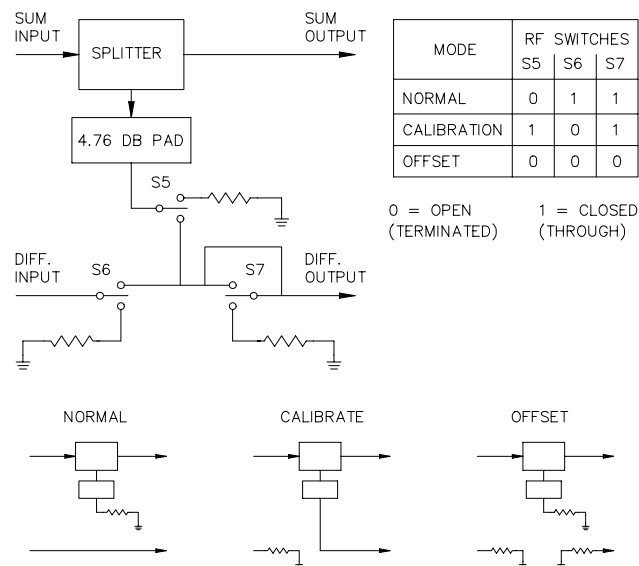 SUM
INPUT
SPLITTER
SUM
OUTPUT
4.76 DB PAD
S5
DIFF.
INPUT
S6
S7
DIFF.
OUTPUT
MODE
RF SWITCHES
S5 S6 S7
NORMAL 0 1 1
CALIBRATION 1 0 1
OFFSET 0 0 0
0 = OPEN
(TERMINATED)
1 = CLOSED
(THROUGH)
NORMAL
CALIBRATE
OFFSET